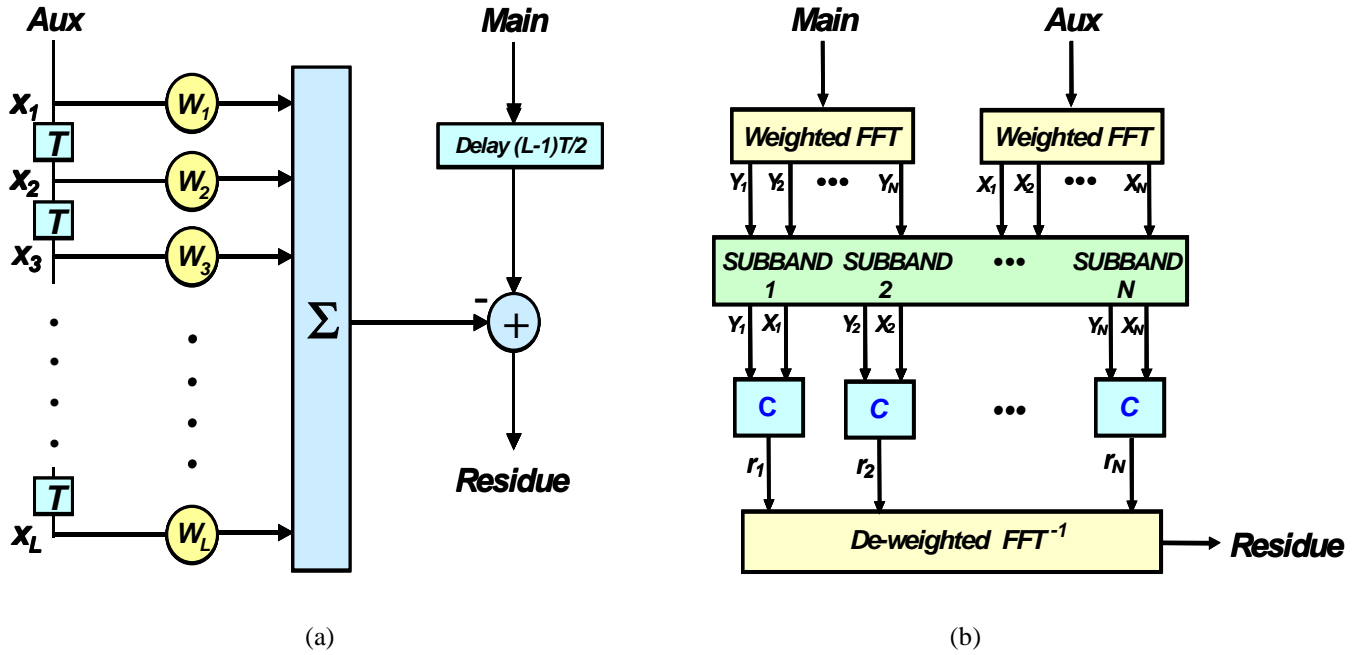 Aux
Main
x1
W1
T
Delay (L-1)T/2
x2
W2
T
x3
W3
Σ
-
+
T
Residue
xL
WL
(a)
Main
Aux
Weighted FFT
Weighted FFT
Y1 Y2 ••• YN
X1 X2 ••• XN
SUBBAND 1
SUBBAND 2
•••
SUBBAND N
Y1 X1
Y2 X2
YN XN
C
C
•••
C
r1
r2
rN
De-weighted FFT-1
Residue
(b)